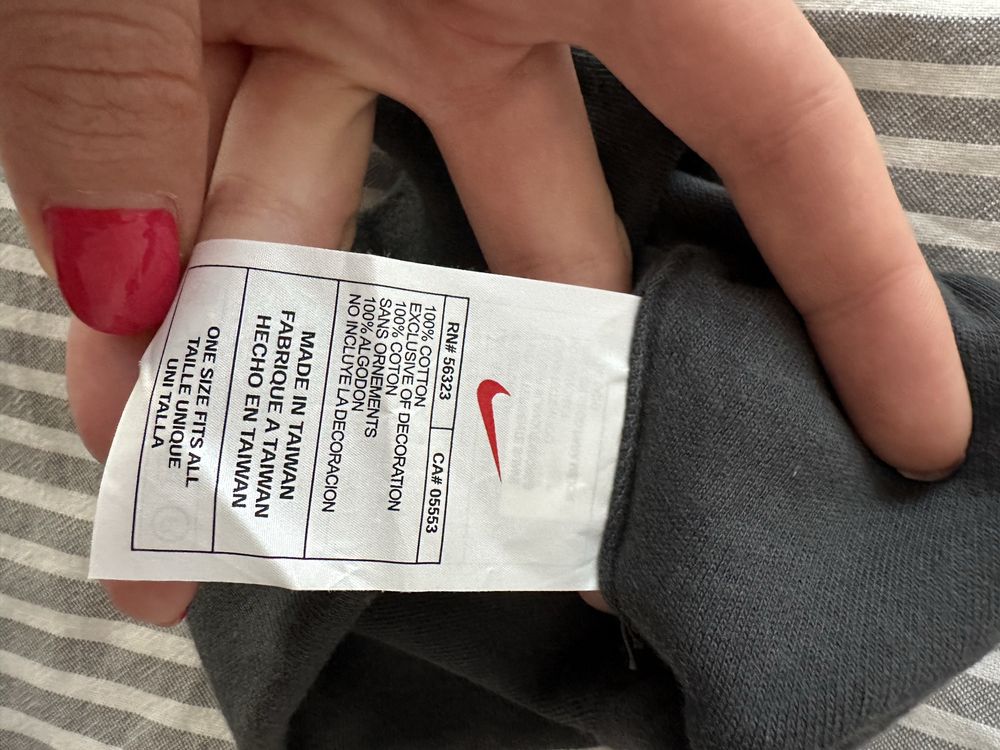 RN# 56323
CA# 05553
100% COTTON
EXCLUSIVE OF DECORATION
100% COTON
SANS ORNEMENTS
100% ALGODON
NO INCLUYE LA DECORACION
MADE IN TAIWAN
FABRIQUE A TAIWAN
HECHO EN TAIWAN
ONE SIZE FITS ALL
TAILLE UNIQUE
UNI TALLA